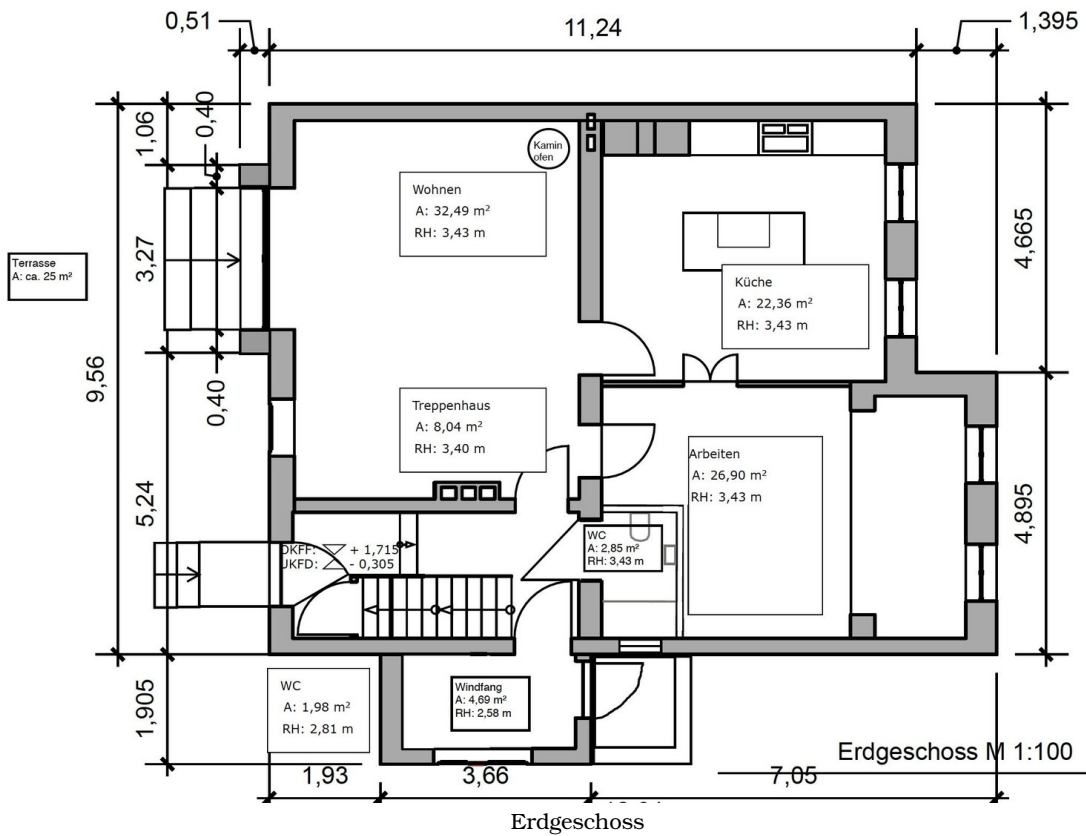 0,51
11,24
1,395
1,06
0,40
3,27
0,40
9,56
5,24
1,905
4,665
4,895
Kamin
ofen
Wohnen
A: 32,49 m²
RH: 3,43 m
Terrasse
A: ca. 25 m²
Küche
A: 22,36 m²
RH: 3,43 m
Treppenhaus
A: 8,04 m²
RH: 3,40 m
Arbeiten
A: 26,90 m²
RH: 3,43 m
OKFF: + 1,715
UKFD: - 0,305
WC
A: 2,85 m²
RH: 3,43 m
WC
A: 1,98 m²
RH: 2,81 m
Windfang
A: 4,69 m²
RH: 2,58 m
Erdgeschoss M 1:100
1,93
3,66
7,05
Erdgeschoss